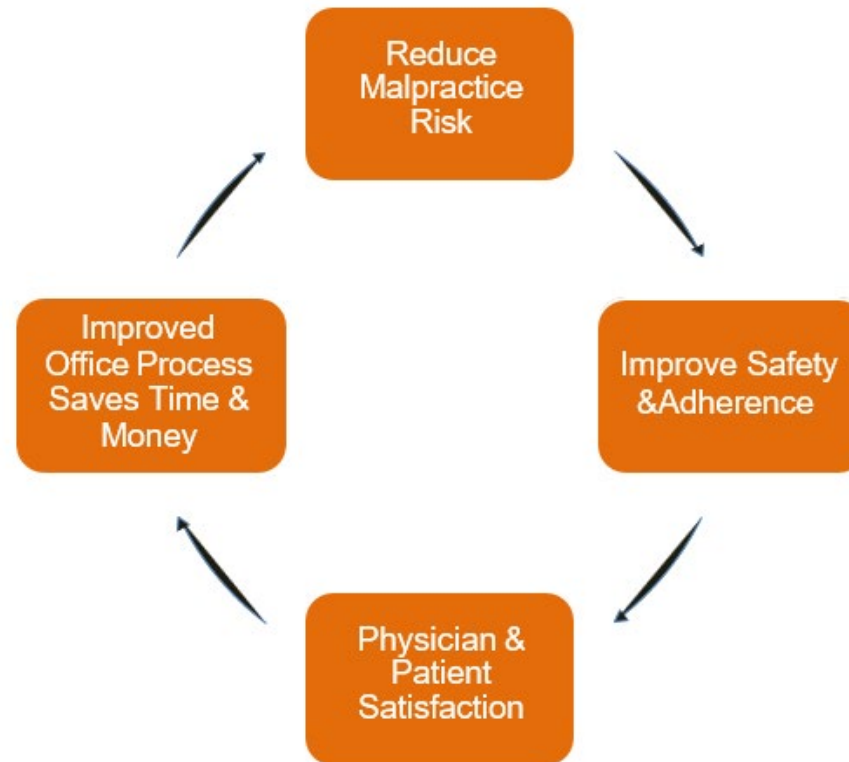 Reduce
Malpractice
Risk
Improve Safety
&Adherence
Physician &
Patient
Satisfaction
Improved
Office Process
Saves Time &
Money